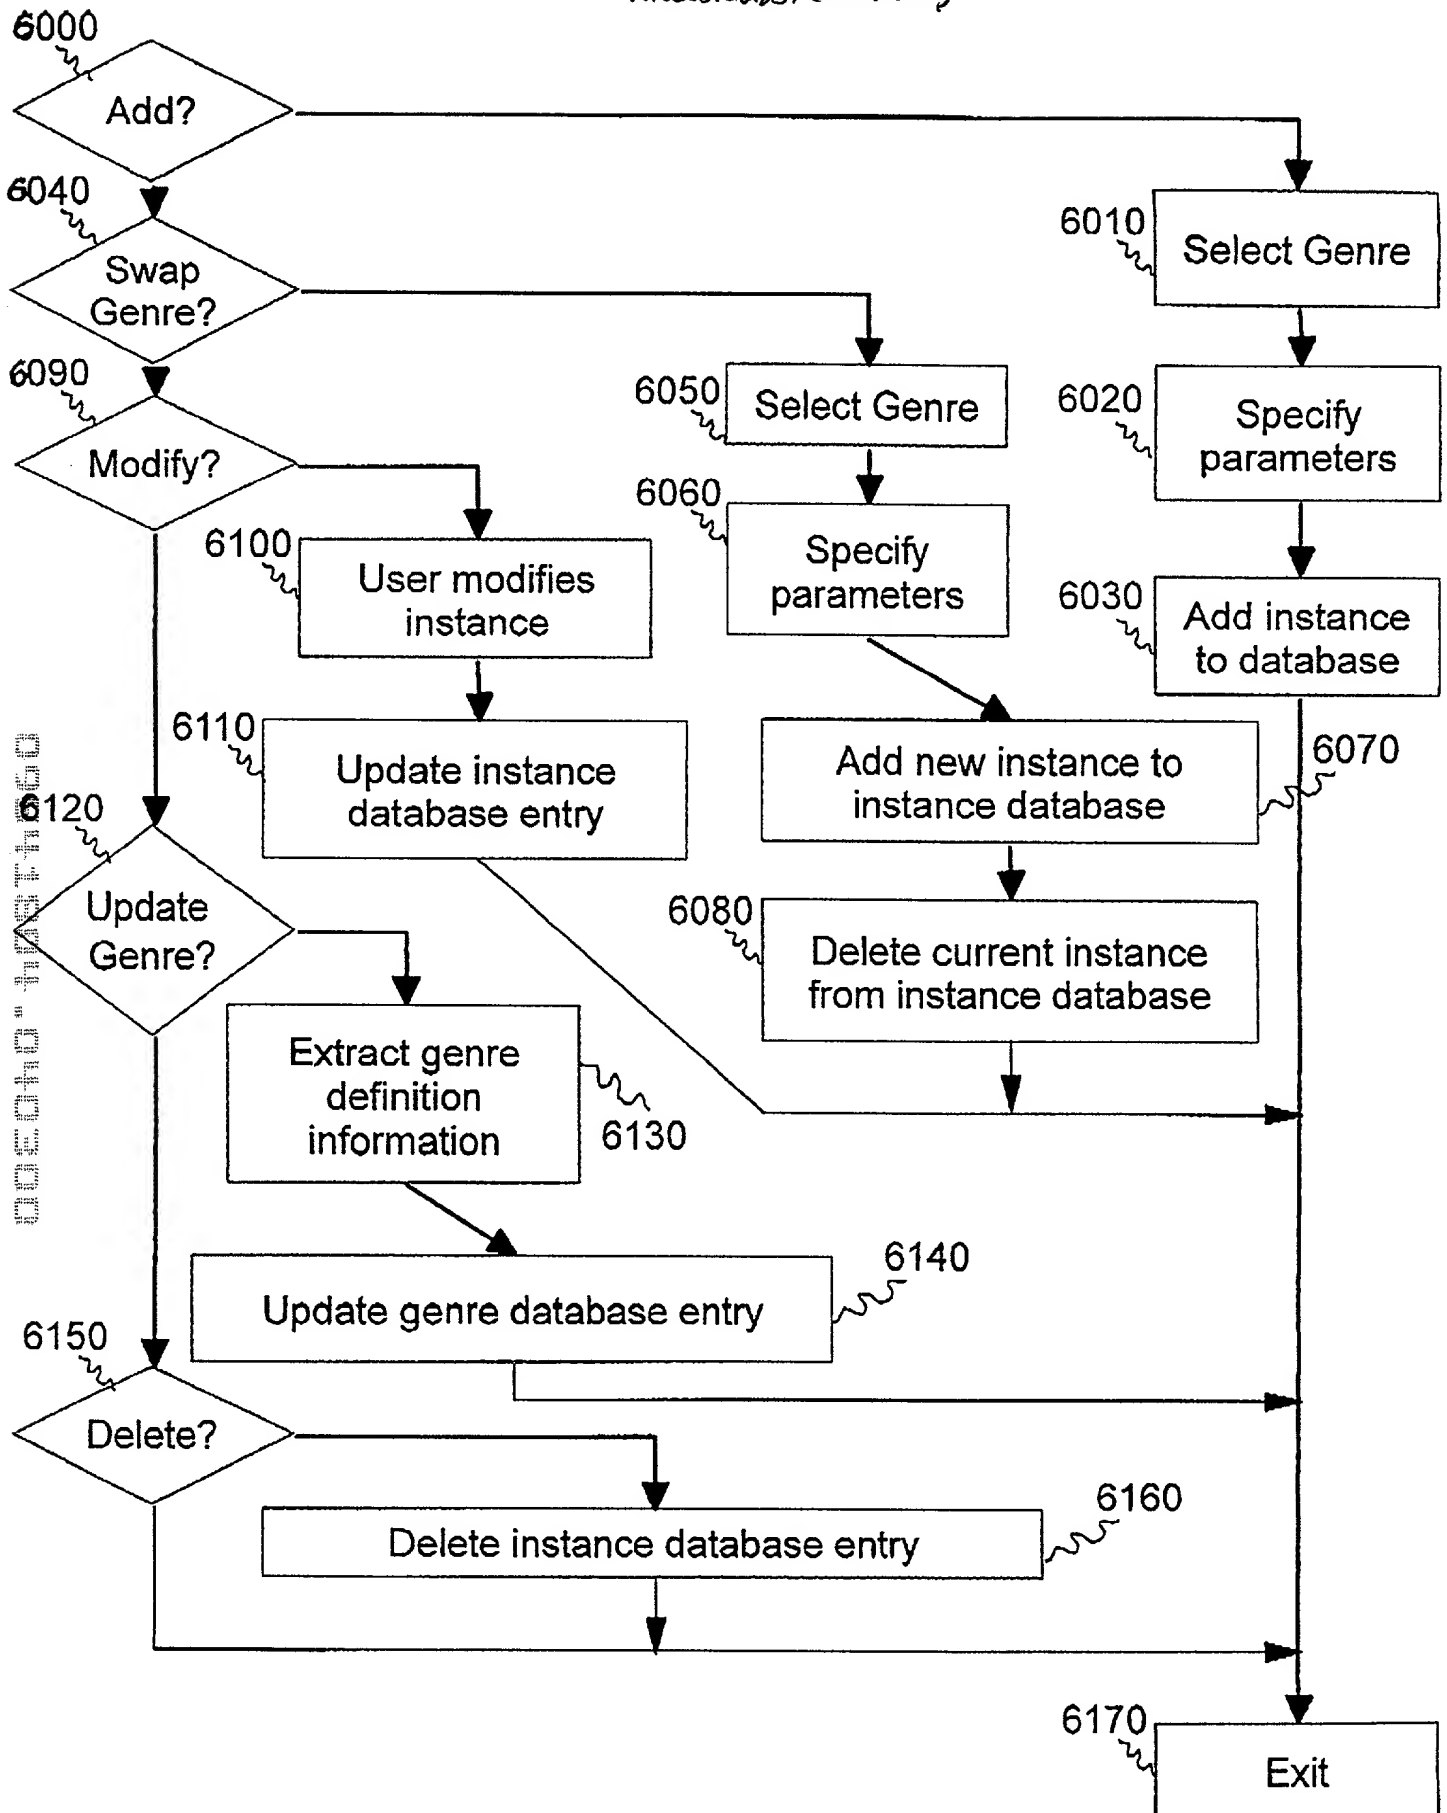 6000
Add?
6040
Swap
Genre?
6010
Select Genre
6090
Modify?
6050
Select Genre
6020
Specify
parameters
6060
Specify
parameters
6100
User modifies
instance
6030
Add instance
to database
6110
Update instance
database entry
Add new instance to
instance database
6070
6120
Update
Genre?
6080
Delete current instance
from instance database
Extract genre
definition
information
6130
6140
Update genre database entry
6150
Delete?
6160
Delete instance database entry
6170
Exit